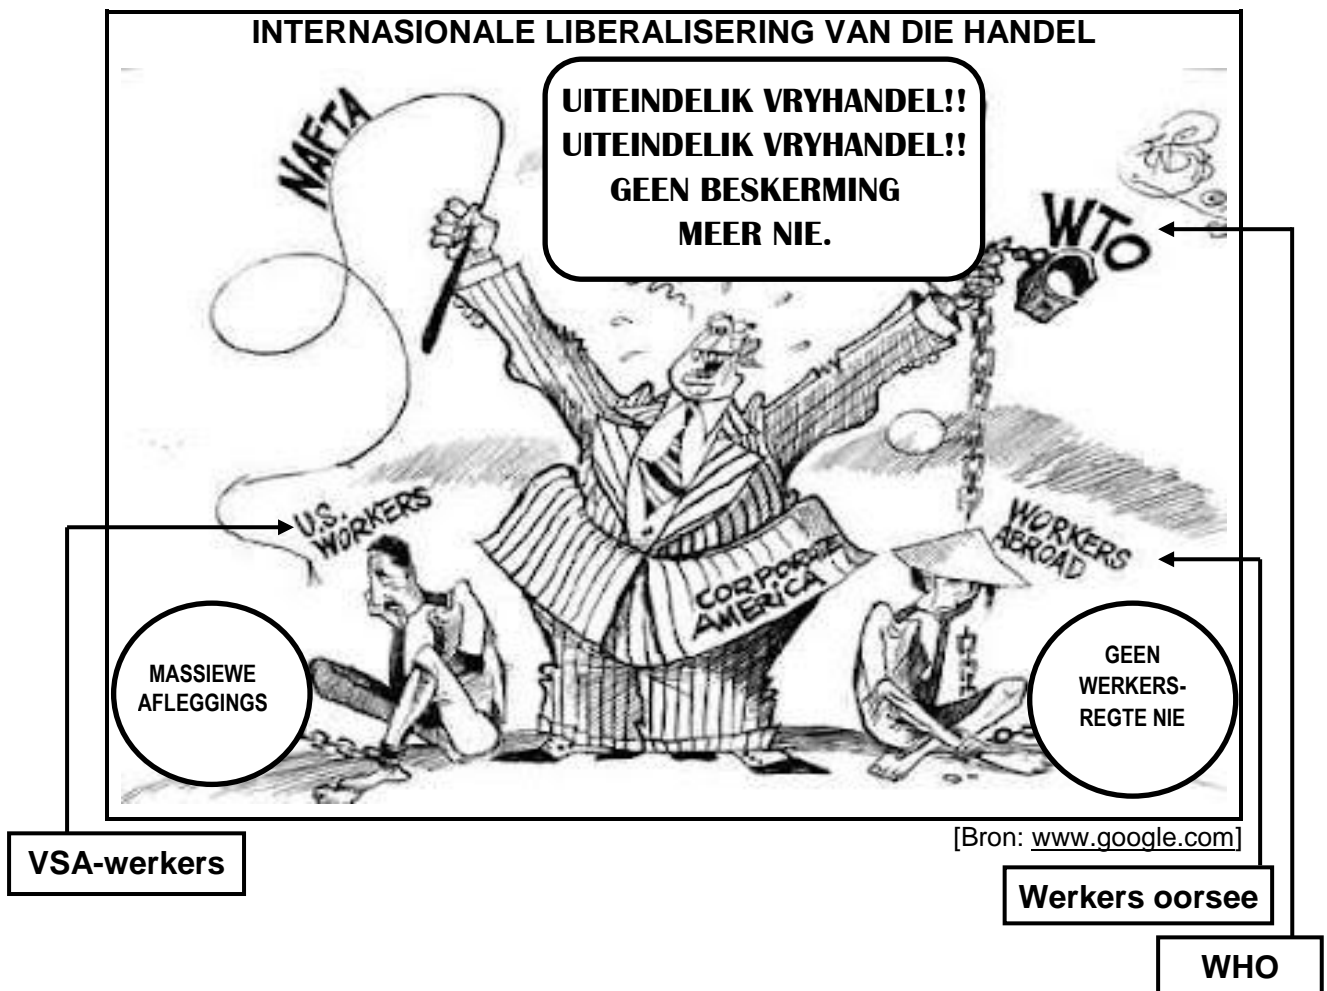 INTERNASIONALE LIBERALISERING VAN DIE HANDEL
UITEINDELIK VRYHANDEL!!
UITEINDELIK VRYHANDEL!!
GEEN BESKERMING
MEER NIE.
NAFTA
WTO
U.S.
WORKERS
WORKERS
ABROAD
CORPORATE
AMERICA
MASSIEWE
AFLEGGINGS
GEEN
WERKERS-
REGTE NIE
[Bron: www.google.com]
VSA-werkers
Werkers oorsee
WHO